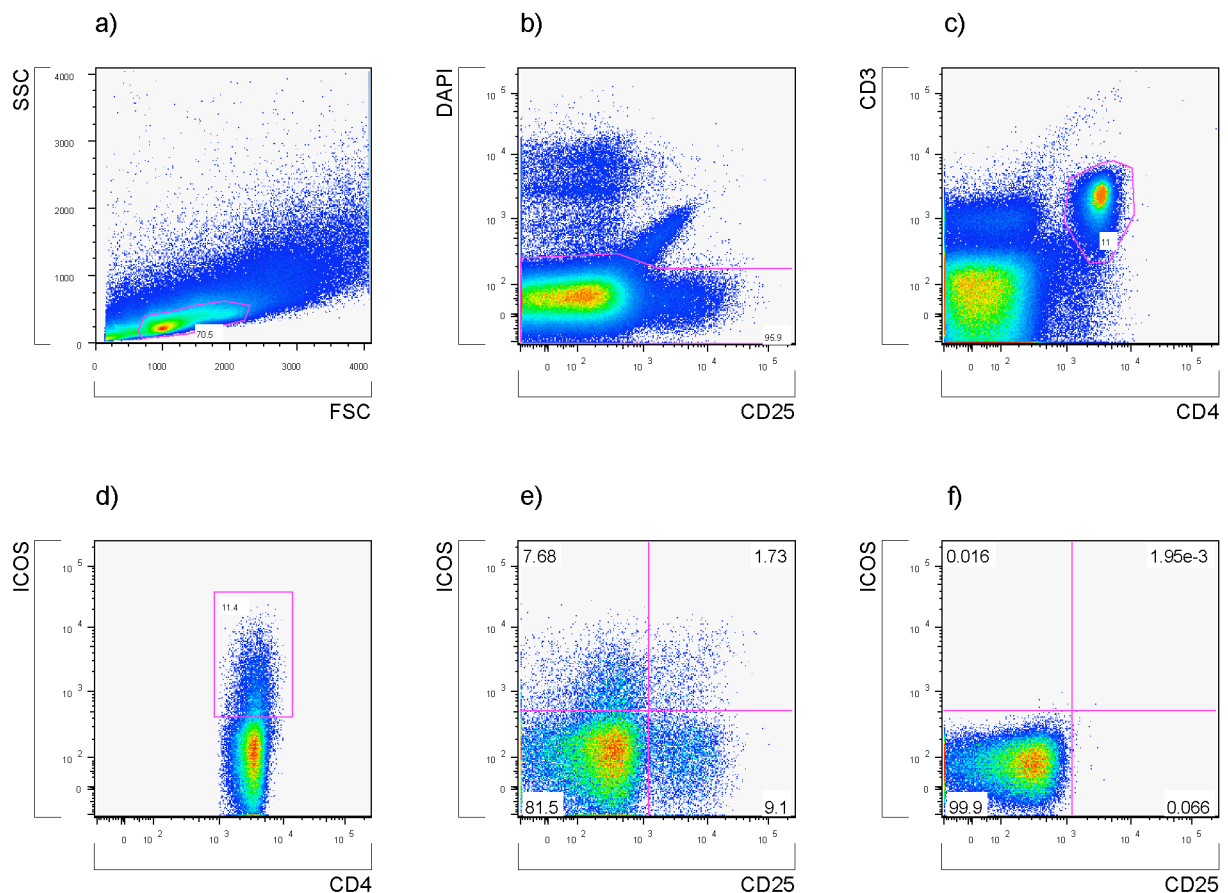 a)
b)
c)
SSC
4000
3000
2000
1000
0
70.5
0 1000 2000 3000 4000
FSC
DAPI
10 5
10 4
10 3
10 2
0
95.9
0 10 2 10 3 10 4 10 5
CD25
CD3
10 5
10 4
10 3
10 2
0
11
0 10 2 10 3 10 4 10 5
CD4
d)
e)
f)
ICOS
10 5
10 4
10 3
10 2
0
11.4
0 10 2 10 3 10 4 10 5
CD4
ICOS
10 5
10 4
10 3
10 2
0
7.68 1.73
81.5 9.1
0 10 2 10 3 10 4 10 5
CD25
ICOS
10 5
10 4
10 3
10 2
0
0.016 1.95e-3
99.9 0.066
0 10 2 10 3 10 4 10 5
CD25